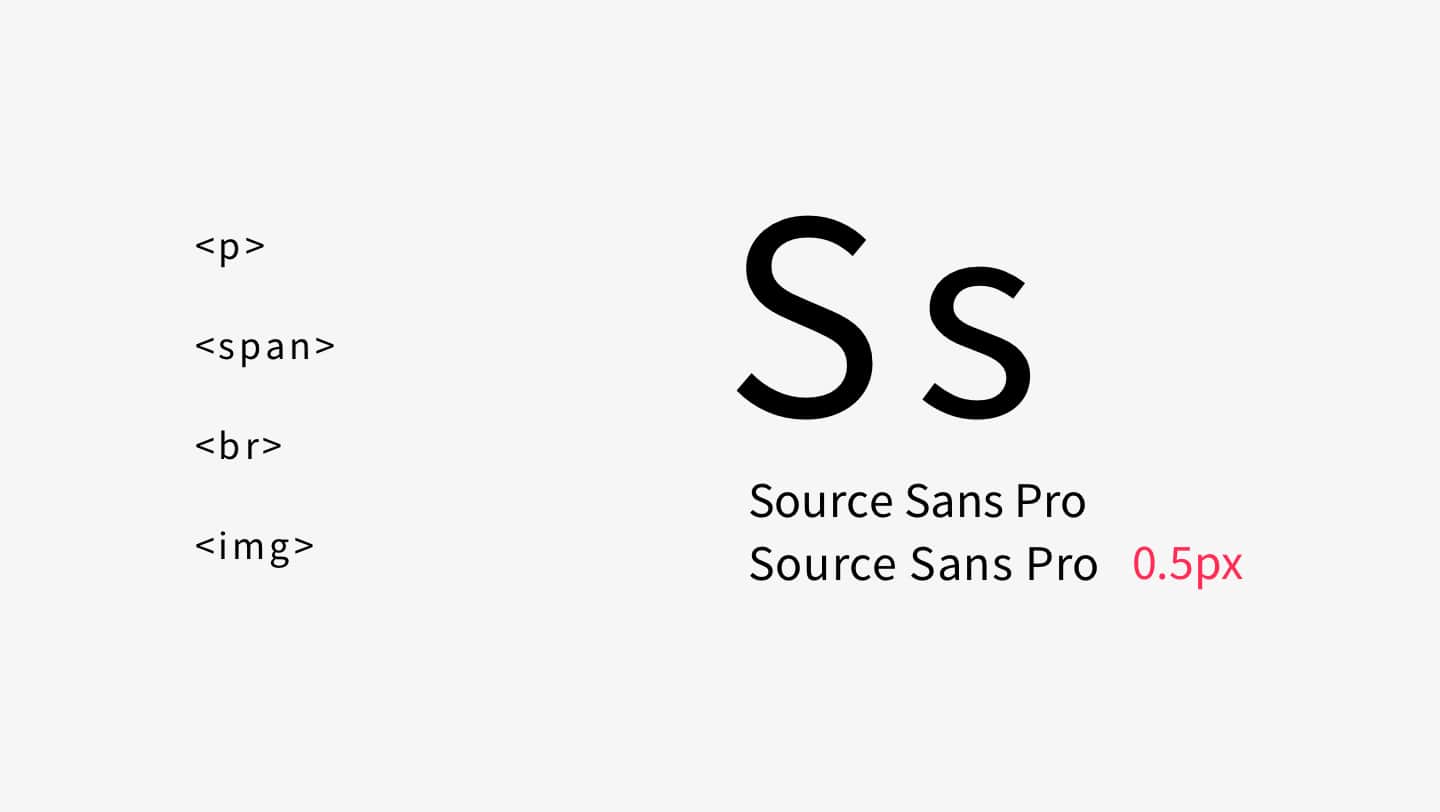 <p>
<span>
<br>
<img>
Ss
Source Sans Pro
Source Sans Pro 0.5px